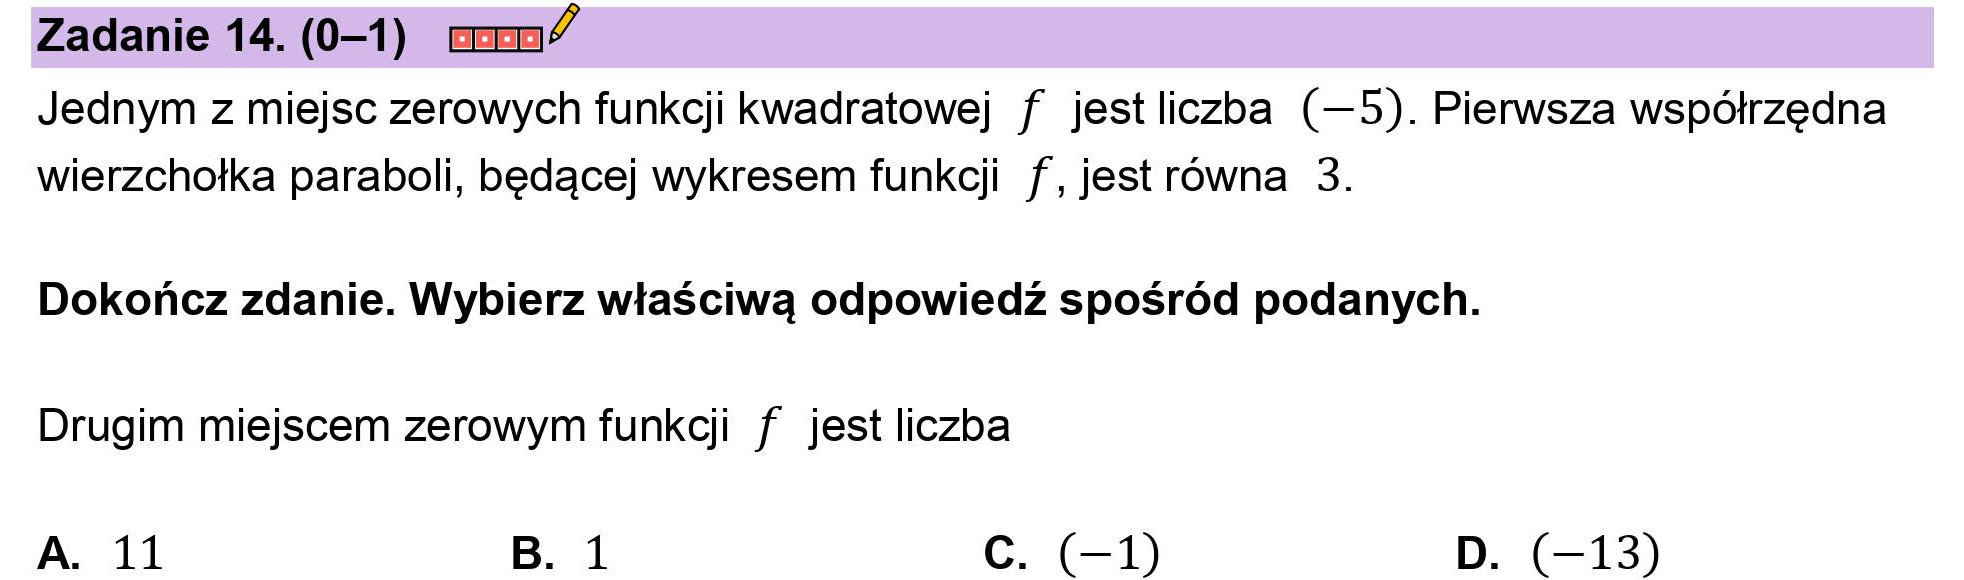 Zadanie 14. (0–1)
Jednym z miejsc zerowych funkcji kwadratowej f jest liczba (−5). Pierwsza współrzędna
wierzchołka paraboli, będącej wykresem funkcji f, jest równa 3.
Dokończ zdanie. Wybierz właściwą odpowiedź spośród podanych.
Drugim miejscem zerowym funkcji f jest liczba
A. 11 B. 1 C. (−1) D. (−13)